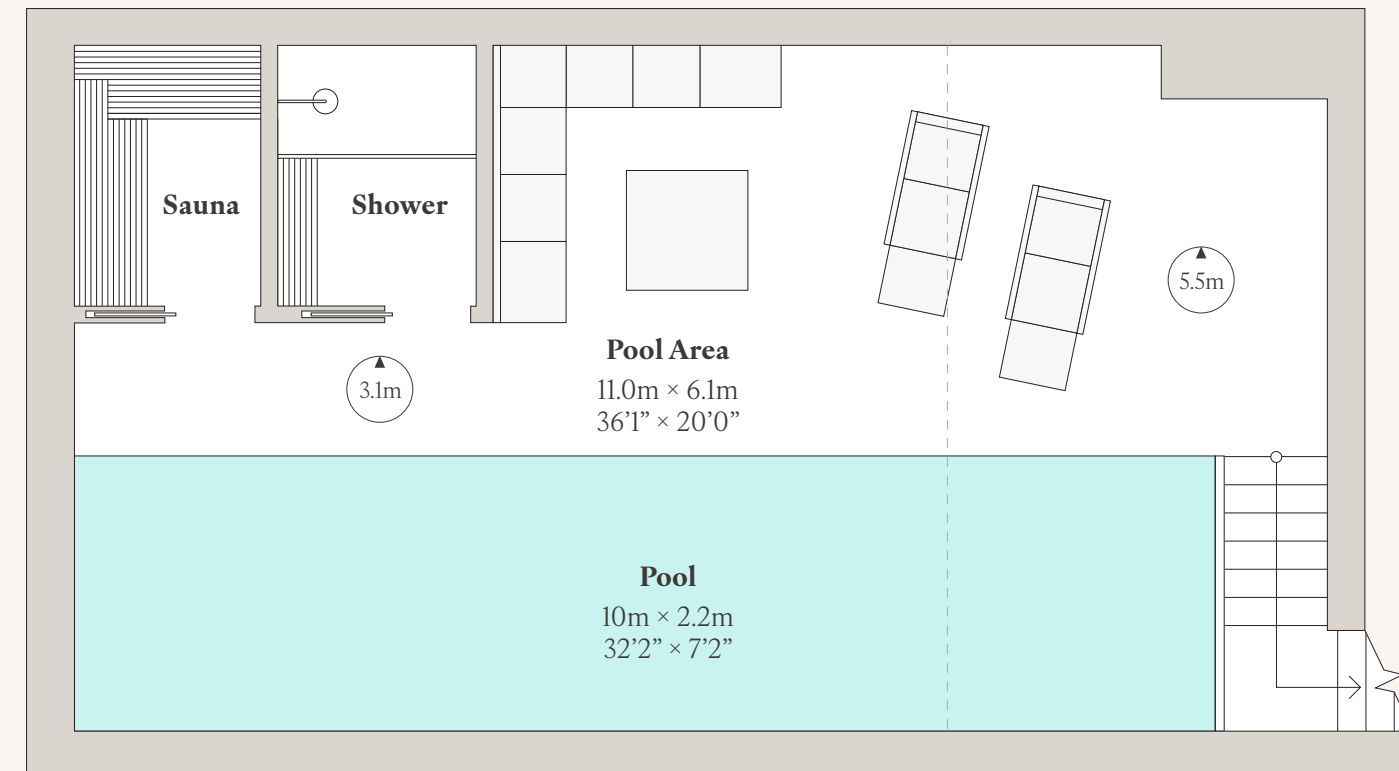 Sauna
Shower
5.5m
Pool Area
11.0m × 6.1m
36’1” × 20’0”
3.1m
Pool
10m × 2.2m
32’2” × 7’2”